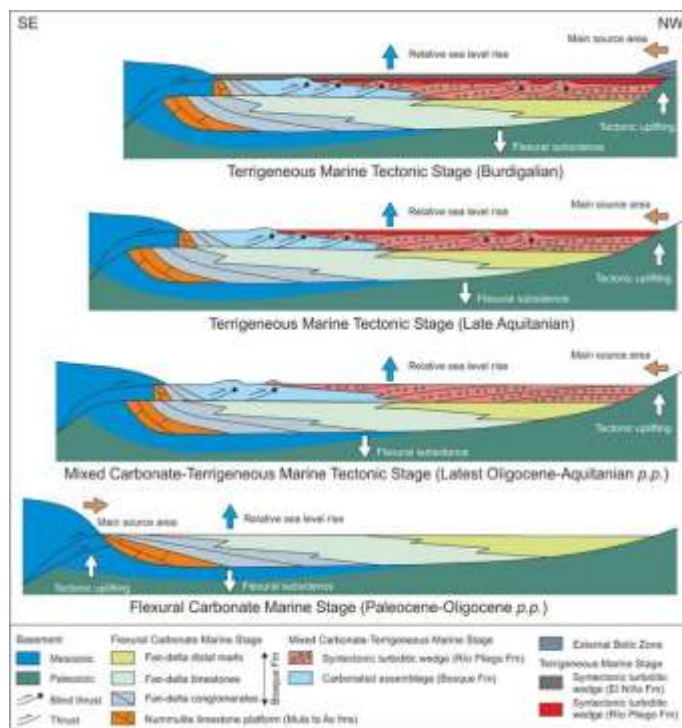 SE
NW
Main source area
Relative sea level rise
Tectonic uplifting
Flexural subsidence
Terrigeneous Marine Tectonic Stage (Burdigalian)
Main source area
Relative sea level rise
Tectonic uplifting
Flexural subsidence
Terrigeneous Marine Tectonic Stage (Late Aquitanian)
Main source area
Relative sea level rise
Tectonic uplifting
Flexural subsidence
Mixed Carbonate-Terrigeneous Marine Tectonic Stage (Latest Oligocene-Aquitanian p.p.)
Main source area
Relative sea level rise
Tectonic uplifting
Flexural subsidence
Flexural Carbonate Marine Stage (Paleocene-Oligocene p.p.)
Basement
Mesozoic
Paleozoic
Blind thrust
Thrust
Flexural Carbonate Marine Stage
Fan-delta distal marls
Fan-delta limestones
Fan-delta conglomerates
Nummulite limestone platform (Mula to As fms)
Bosque Fm
Mixed Carbonate-Terrigeneous Marine Stage
Syntectonic turbiditic wedge (Río Pliego Fm)
Carbonated assemblage (Bosque Fm)
External Betic Zone
Terrigeneous Marine Stage
Syntectonic turbiditic
wedge (El Niño Fm)
Syntectonic turbiditic
wedge (Río Pliego Fm)